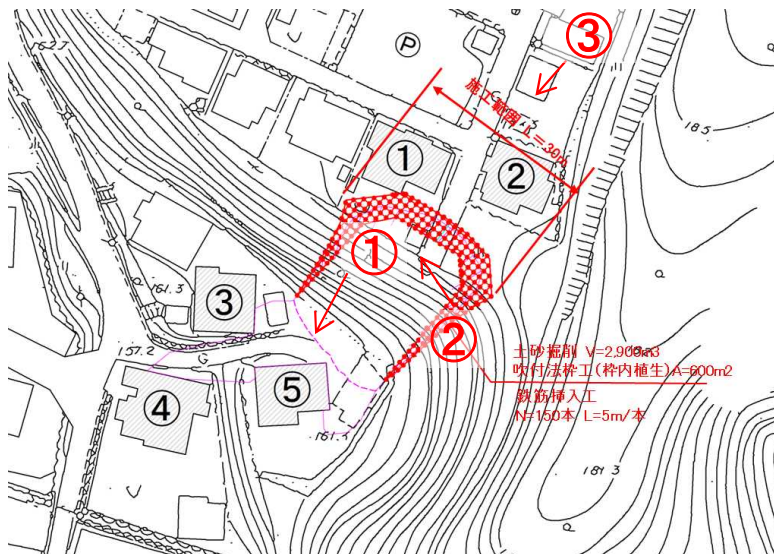 162.7
P
③
施工範囲 L=30m
185
①
②
①
③
161.3
②
157.2
土砂掘削 V=2,900m3
吹付法枠工(枠内植生)A=600m2
鉄筋挿入工
N=150本 L=5m/本
④
⑤
181.3